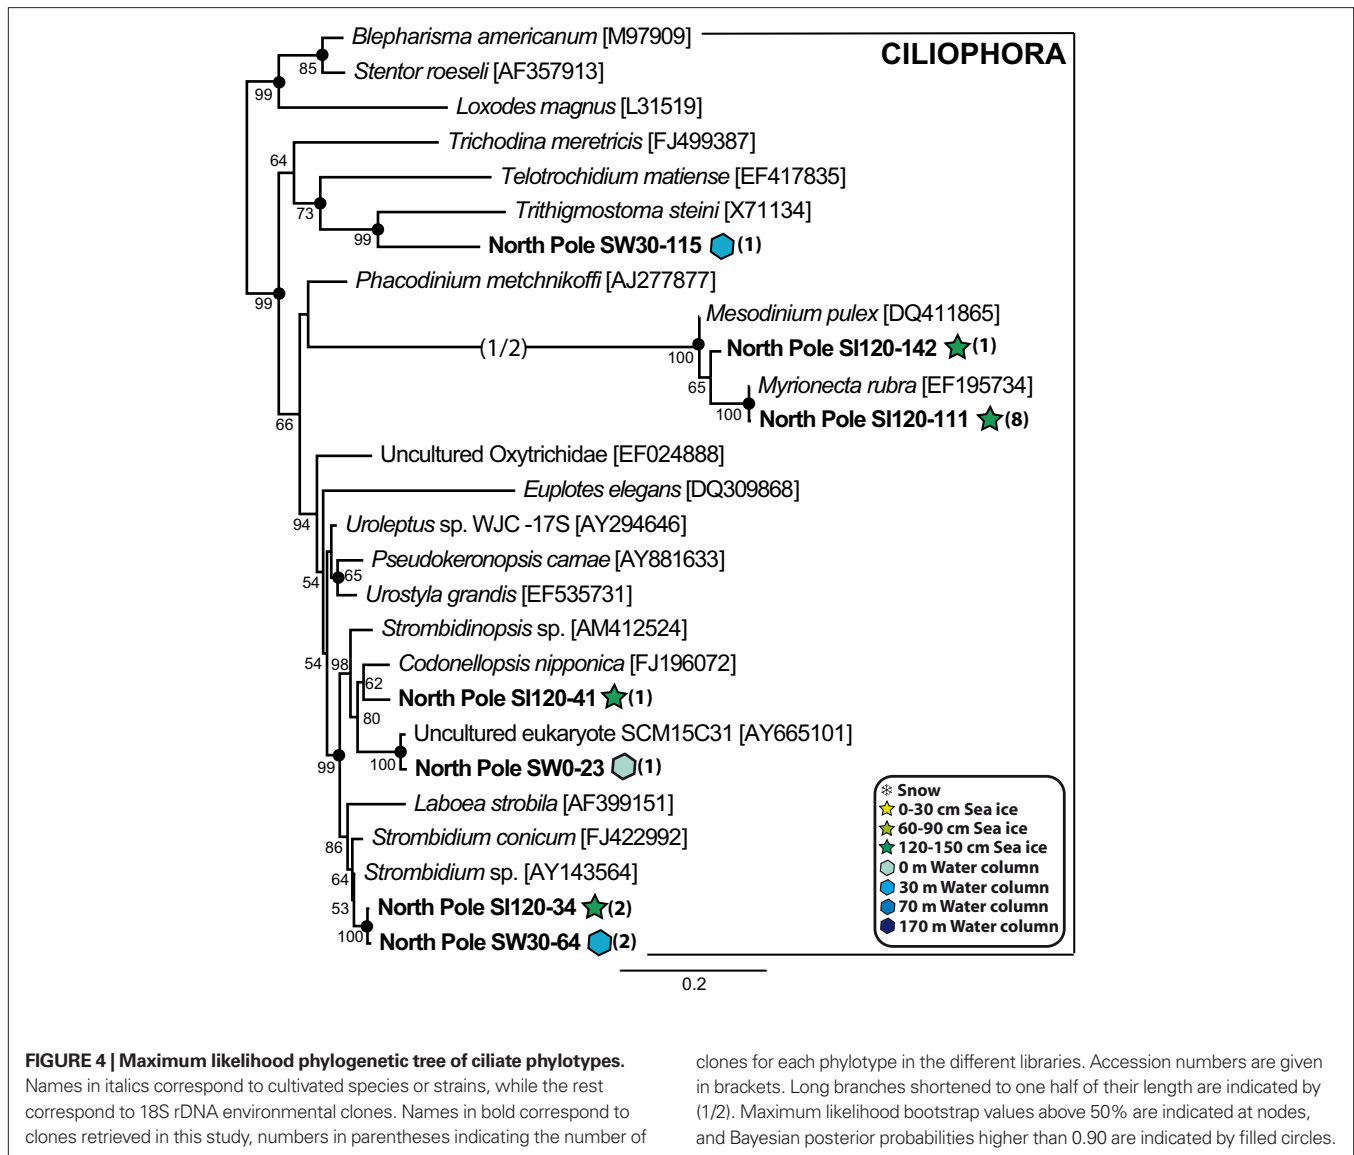 Blepharisma americanum [M97909]
CILIOPHORA
85
Stentor roeseli [AF357913]
99
Loxodes magnus [L31519]
Trichodina meretricis [FJ499387]
64
Telotrochidium matiense [EF417835]
73
Trithigmostoma steini [X71134]
99
North Pole SW30-115 (1)
Phacodinium metchnikoffi [AJ277877]
99
Mesodinium pulex [DQ411865]
(1/2)
100
North Pole SI120-142 (1)
65
Myrionecta rubra [EF195734]
100
North Pole SI120-111 (8)
66
Uncultured Oxytrichidae [EF024888]
Euplotes elegans [DQ309868]
94
Uroleptus sp. WJC -17S [AY294646]
Pseudokeronopsis carnae [AY881633]
54
65
Urostyla grandis [EF535731]
Strombidinopsis sp. [AM412524]
54
98
Codonellopsis nipponica [FJ196072]
62
North Pole SI120-41 (1)
80
Uncultured eukaryote SCM15C31 [AY665101]
99
100
North Pole SW0-23 (1)
Laboea strobila [AF399151]
86
Strombidium conicum [FJ422992]
64
Strombidium sp. [AY143564]
53
North Pole SI120-34 (2)
100
North Pole SW30-64 (2)
Snow
0-30 cm Sea ice
60-90 cm Sea ice
120-150 cm Sea ice
0 m Water column
30 m Water column
70 m Water column
170 m Water column
0.2
FIGURE 4 | Maximum likelihood phylogenetic tree of ciliate phylotypes.
Names in italics correspond to cultivated species or strains, while the rest
correspond to 18S rDNA environmental clones. Names in bold correspond to
clones retrieved in this study, numbers in parentheses indicating the number of
clones for each phylotype in the different libraries. Accession numbers are given
in brackets. Long branches shortened to one half of their length are indicated by
(1/2). Maximum likelihood bootstrap values above 50% are indicated at nodes,
and Bayesian posterior probabilities higher than 0.90 are indicated by filled circles.